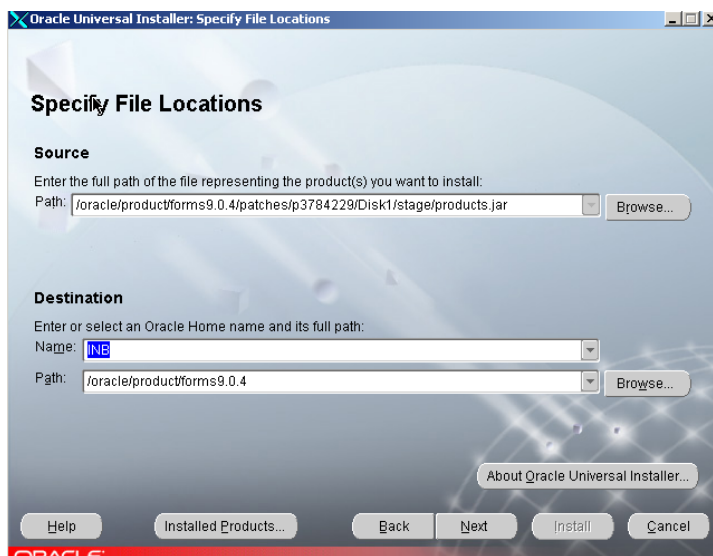 Oracle Universal Installer: Specify File Locations
Specify File Locations
Source
Enter the full path of the file representing the product(s) you want to install:
Path: /oracle/product/forms9.0.4/patches/p3784229/Disk1/stage/products.jar Browse...
Destination
Enter or select an Oracle Home name and its full path:
Name: INB
Path: /oracle/product/forms9.0.4 Browse...
About Oracle Universal Installer...
Help Installed Products... Back Next Install Cancel
ORACLE